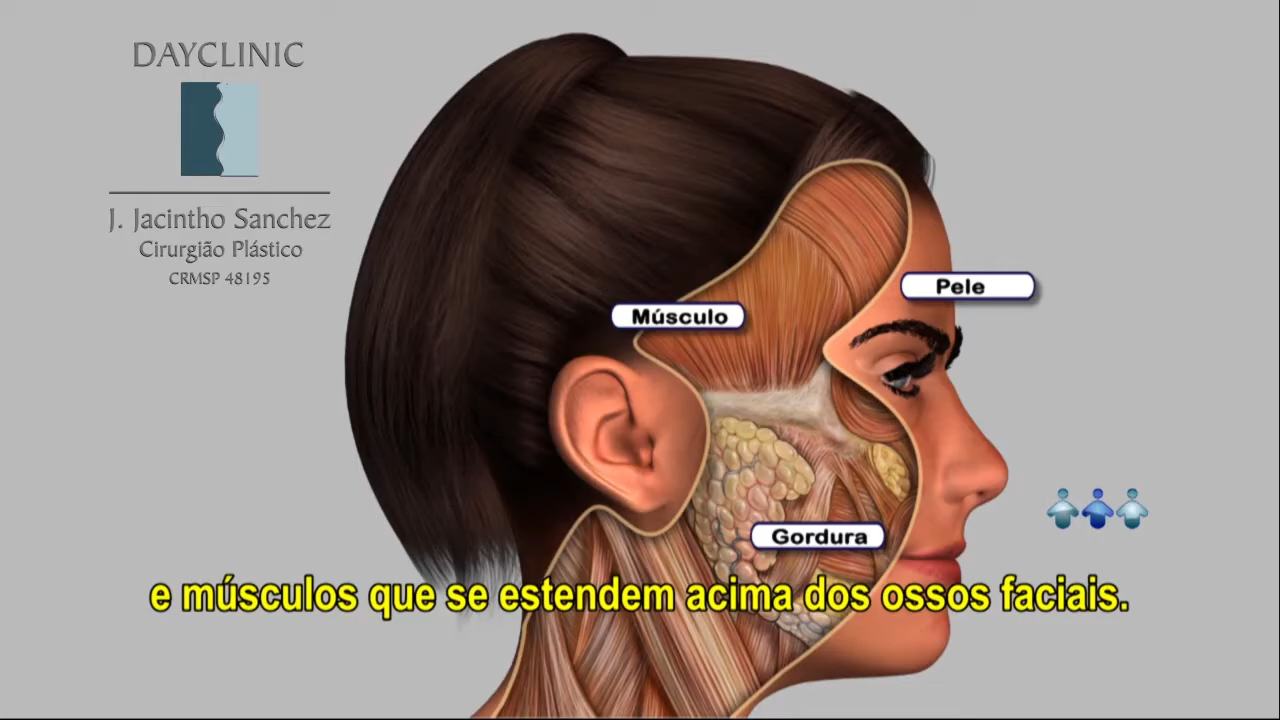 DAYCLINIC
J. Jacintho Sanchez
Cirurgião Plástico
CRMSP 48195
Pele
Músculo
Gordura
e músculos que se estendem acima dos ossos faciais.